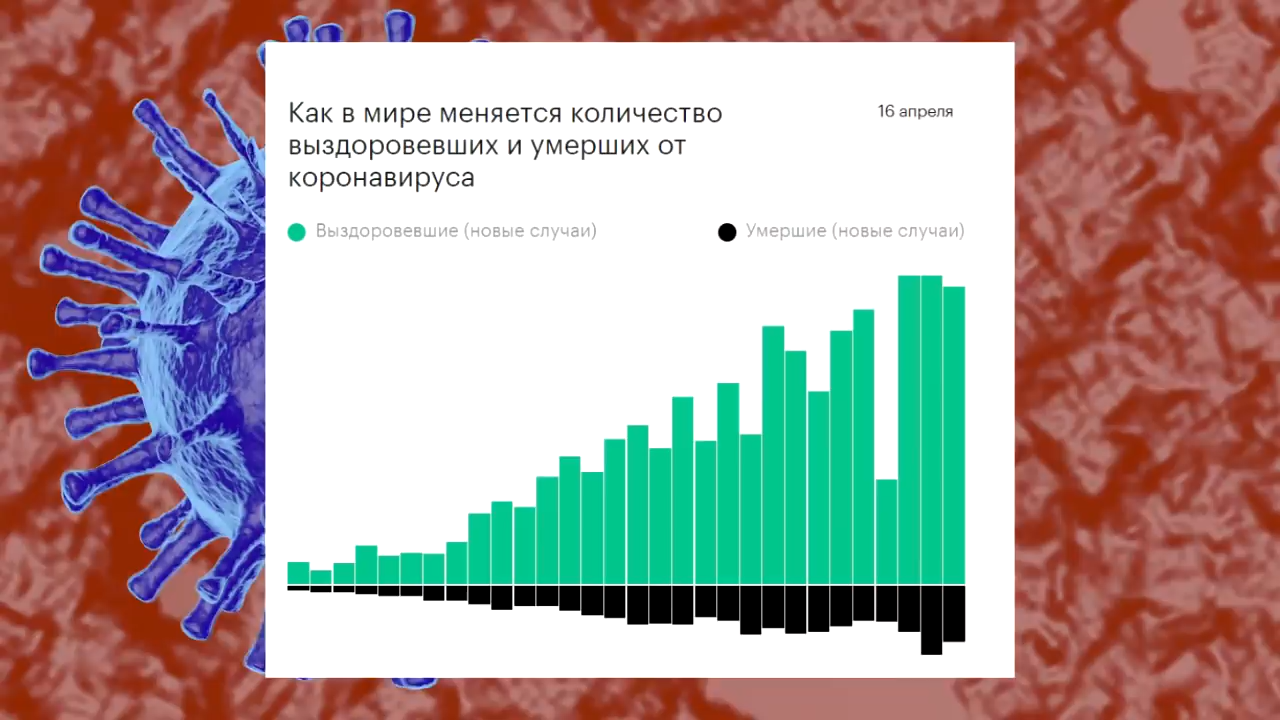 Как в мире меняется количество
выздоровевших и умерших от
коронавируса
16 апреля
Выздоровевшие (новые случаи)
Умершие (новые случаи)